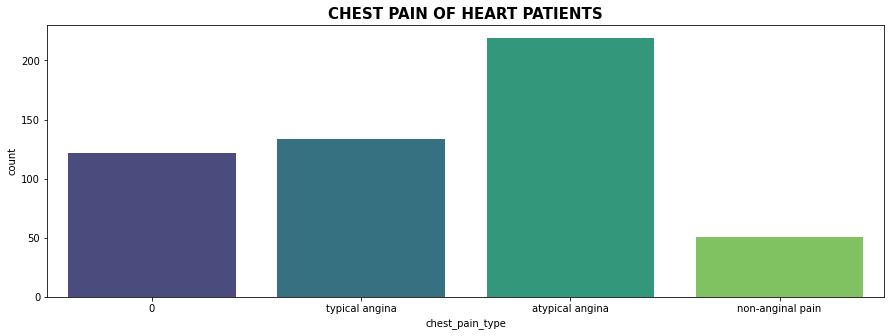 CHEST PAIN OF HEART PATIENTS
200
150
100
50
0
count
0 typical angina atypical angina non-anginal pain
chest_pain_type